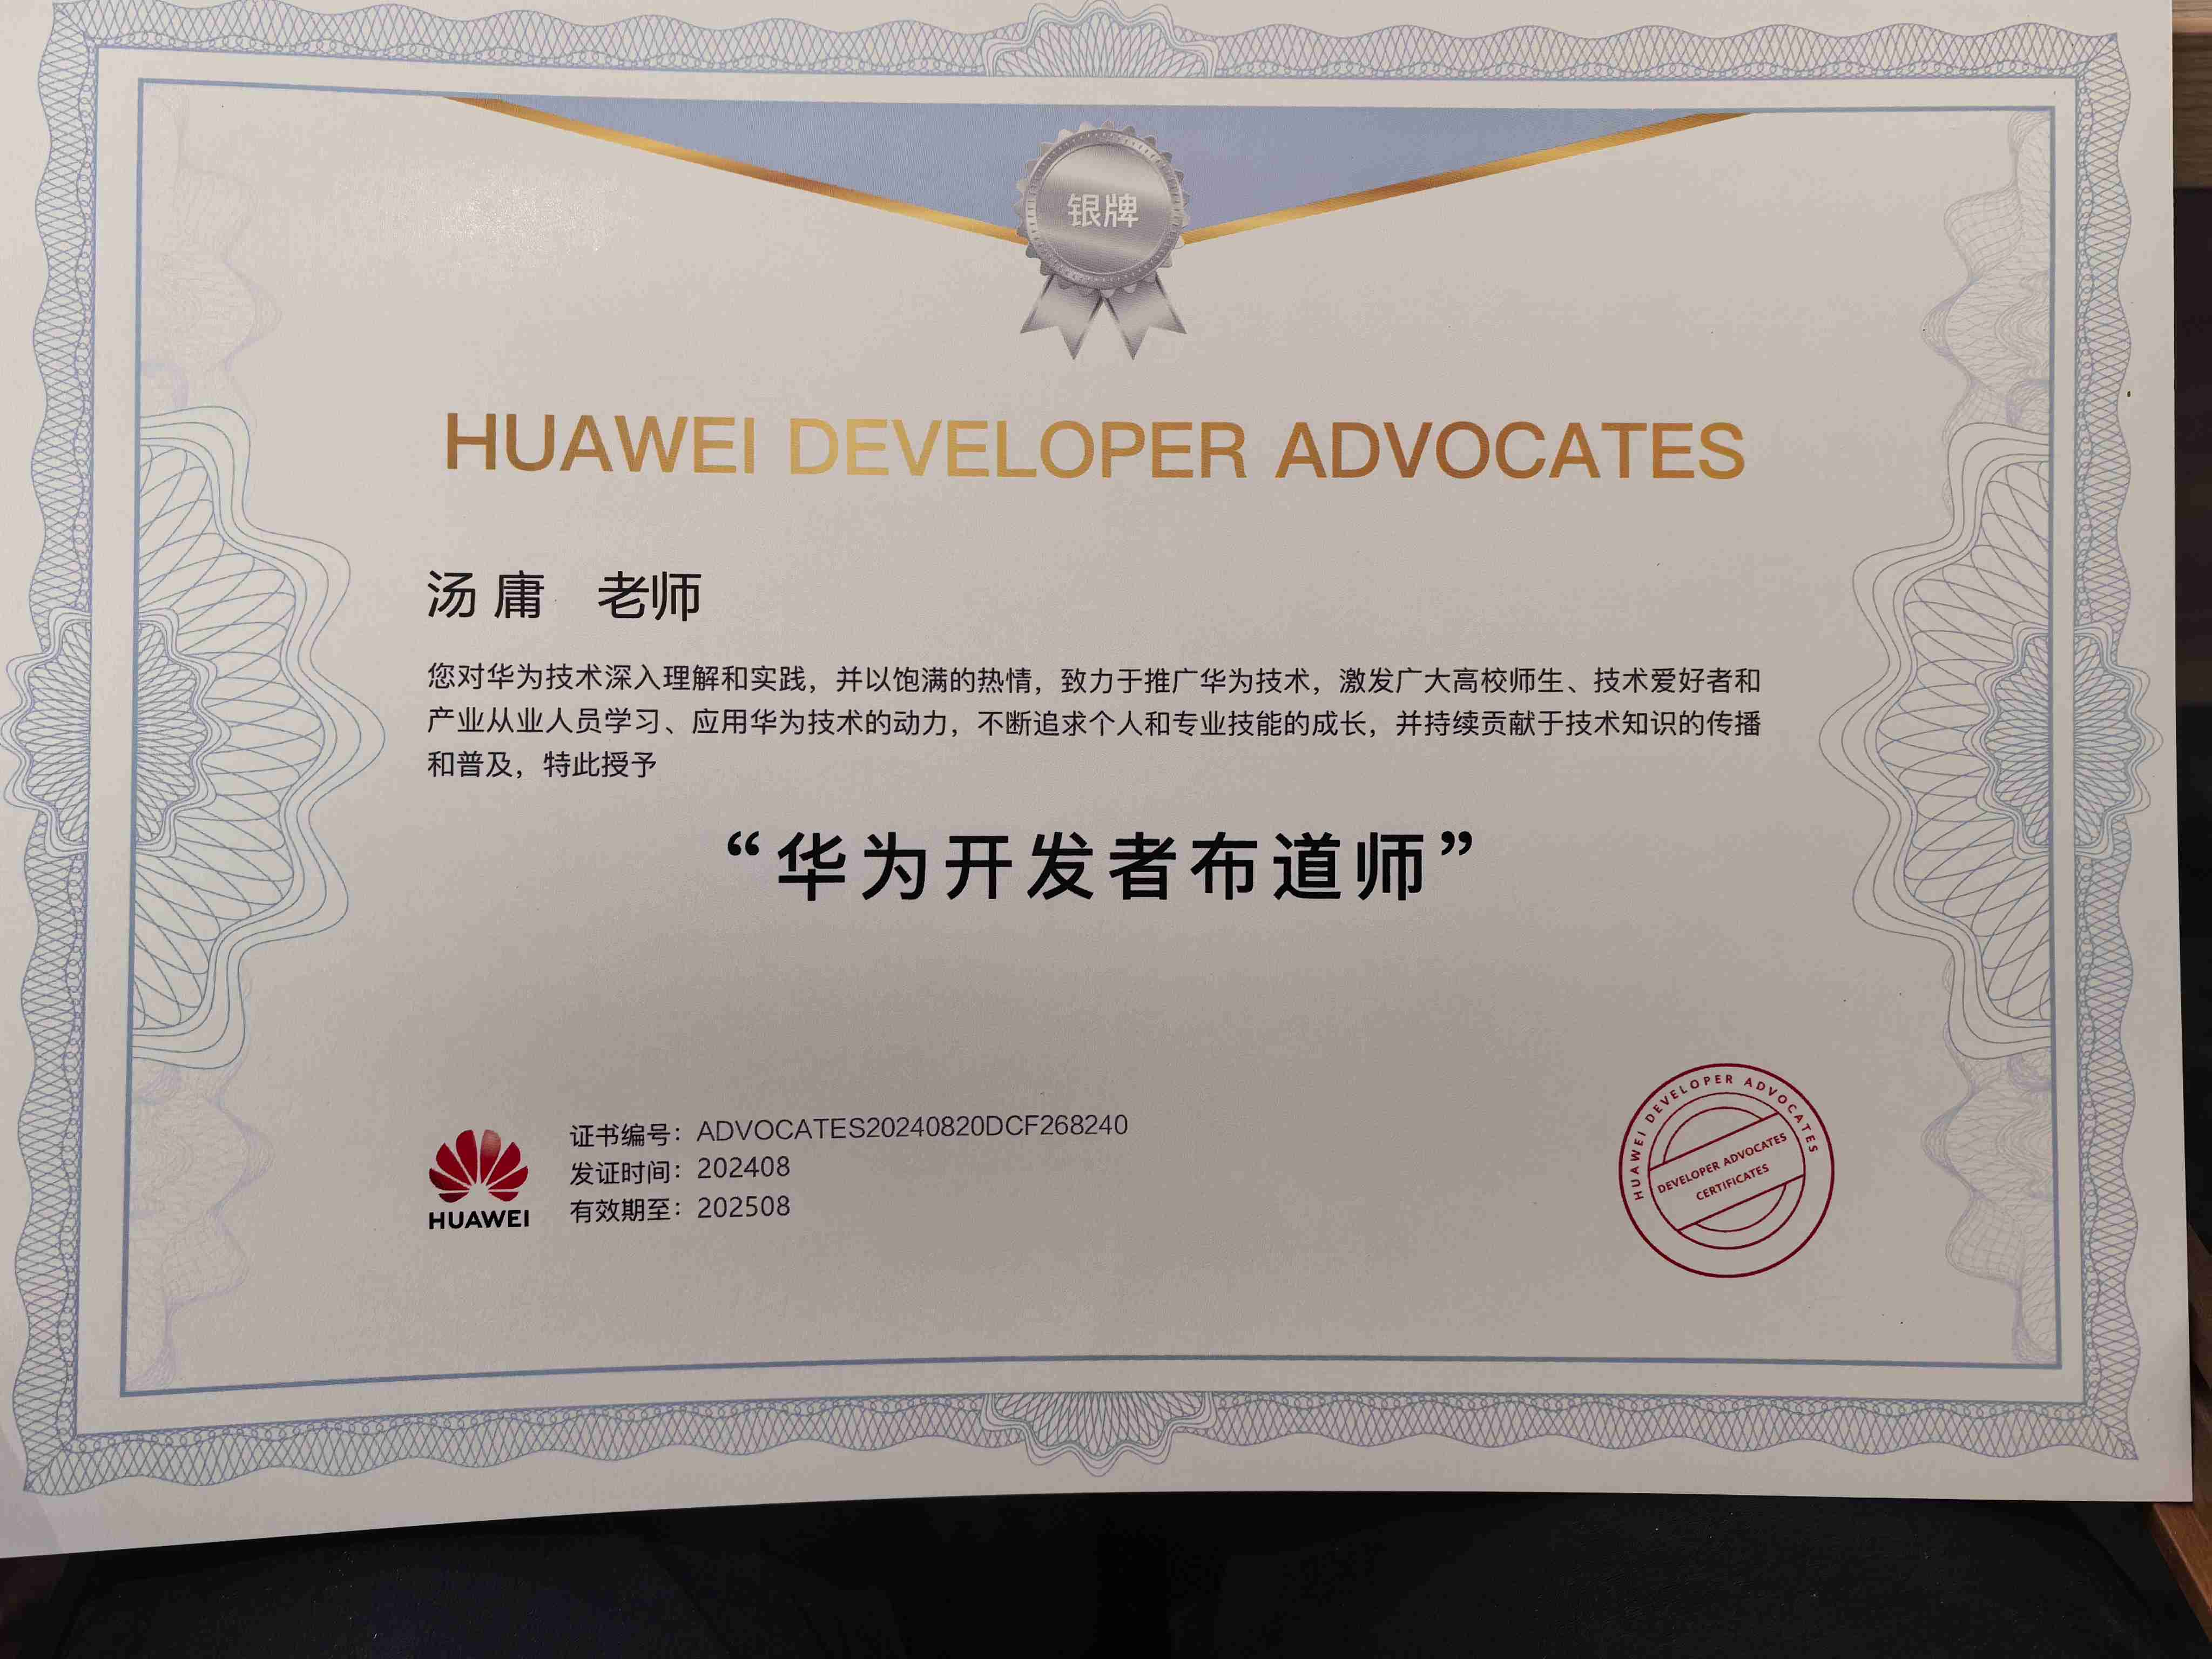 银牌
HUAWEI DEVELOPER ADVOCATES
汤 庸 老师
您对华为技术深入理解和实践，并以饱满的热情，致力于推广华为技术，激发广大高校师生、技术爱好者和
产业从业人员学习、应用华为技术的动力，不断追求个人和专业技能的成长，并持续贡献于技术知识的传播
和普及，特此授予
“华为开发者布道师”
证书编号：ADVOCATES20240820DCF268240
发证时间：202408
有效期至：202508
HUAWEI
HUAWEI DEVELOPER ADVOCATES
DEVELOPER ADVOCATES
CERTIFICATES